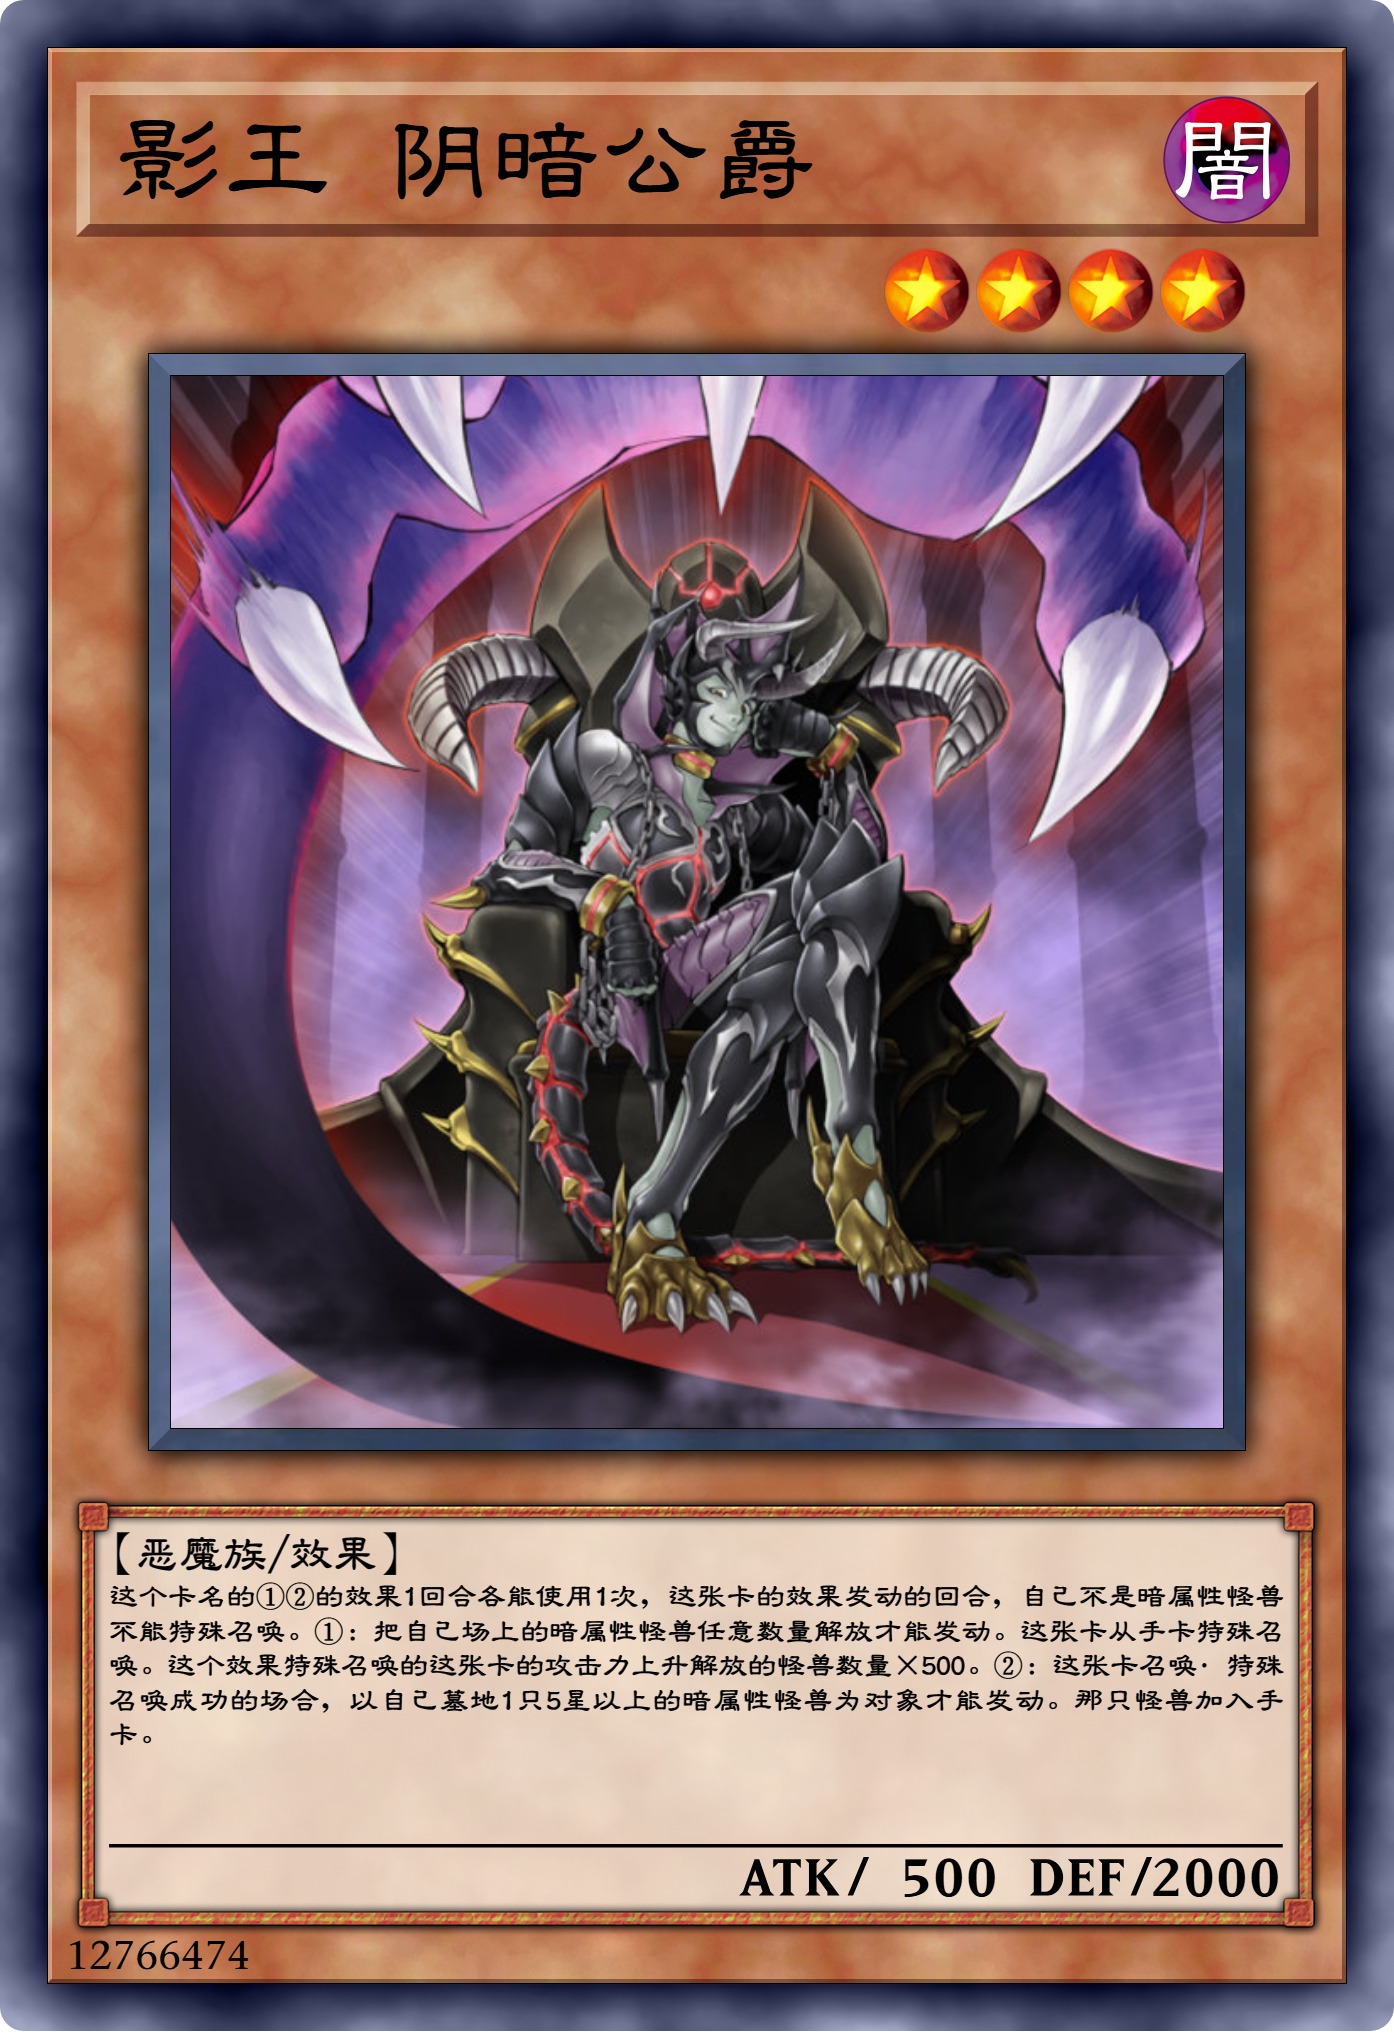 影王 阴暗公爵
闇
【恶魔族/效果】
这个卡名的①②的效果1回合各能使用1次，这张卡的效果发动的回合，自己不是暗属性怪兽
不能特殊召唤。①：把自己场上的暗属性怪兽任意数量解放才能发动。这张卡从手卡特殊召
唤。这个效果特殊召唤的这张卡的攻击力上升解放的怪兽数量×500。②：这张卡召唤·特殊
召唤成功的场合，以自己墓地1只5星以上的暗属性怪兽为对象才能发动。那只怪兽加入手
卡。
ATK/ 500 DEF/2000
12766474